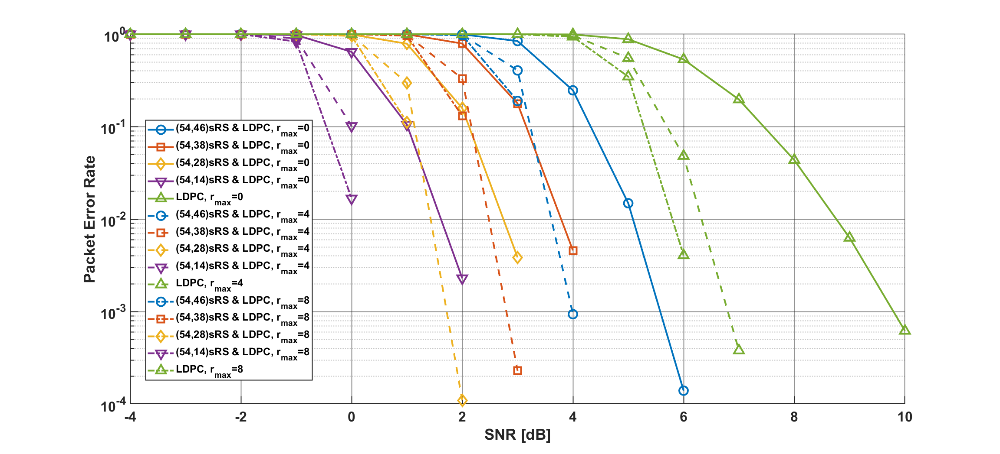 10^0
10^-1
10^-2
10^-3
10^-4
Packet Error Rate
(54,46)sRS & LDPC, r_max=0
(54,38)sRS & LDPC, r_max=0
(54,28)sRS & LDPC, r_max=0
(54,14)sRS & LDPC, r_max=0
LDPC, r_max=0
(54,46)sRS & LDPC, r_max=4
(54,38)sRS & LDPC, r_max=4
(54,28)sRS & LDPC, r_max=4
(54,14)sRS & LDPC, r_max=4
LDPC, r_max=4
(54,46)sRS & LDPC, r_max=8
(54,38)sRS & LDPC, r_max=8
(54,28)sRS & LDPC, r_max=8
(54,14)sRS & LDPC, r_max=8
LDPC, r_max=8
-4 -2 0 2 4 6 8 10
SNR [dB]